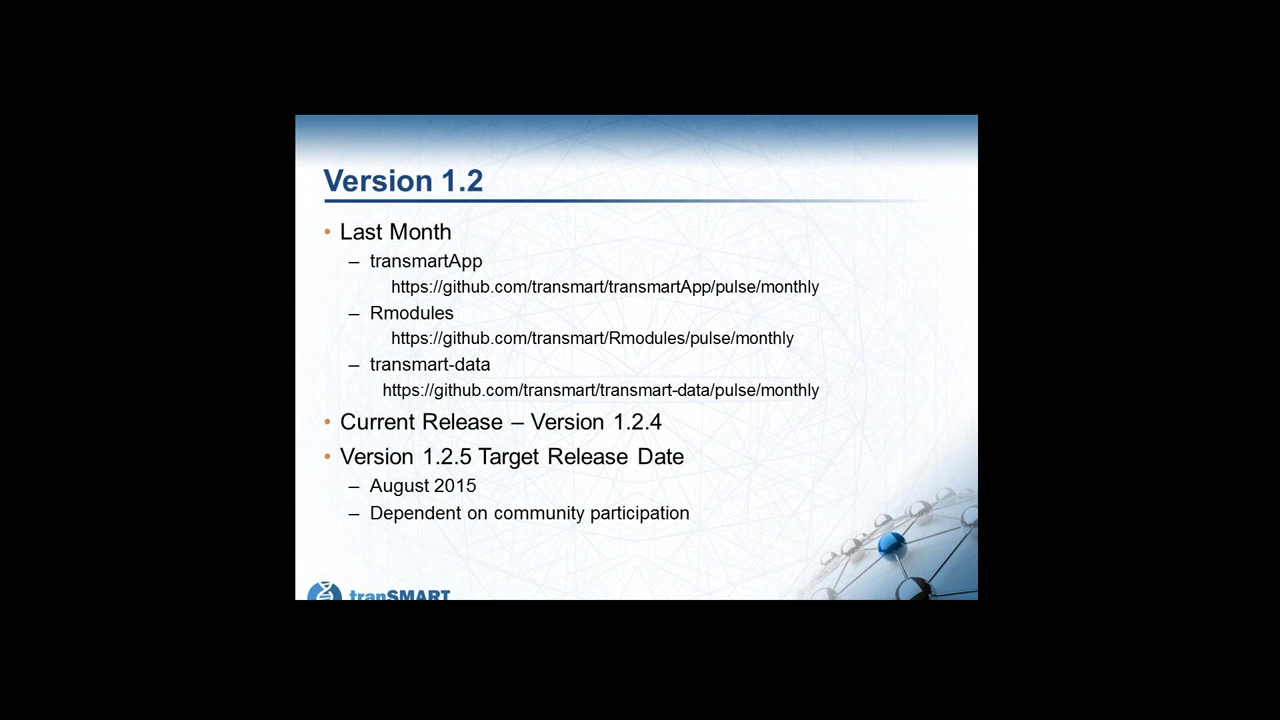 Version 1.2
• Last Month
– transmartApp
https://github.com/transmart/transmartApp/pulse/monthly
– Rmodules
https://github.com/transmart/Rmodules/pulse/monthly
– transmart-data
https://github.com/transmart/transmart-data/pulse/monthly
• Current Release – Version 1.2.4
• Version 1.2.5 Target Release Date
– August 2015
– Dependent on community participation
tranSMART